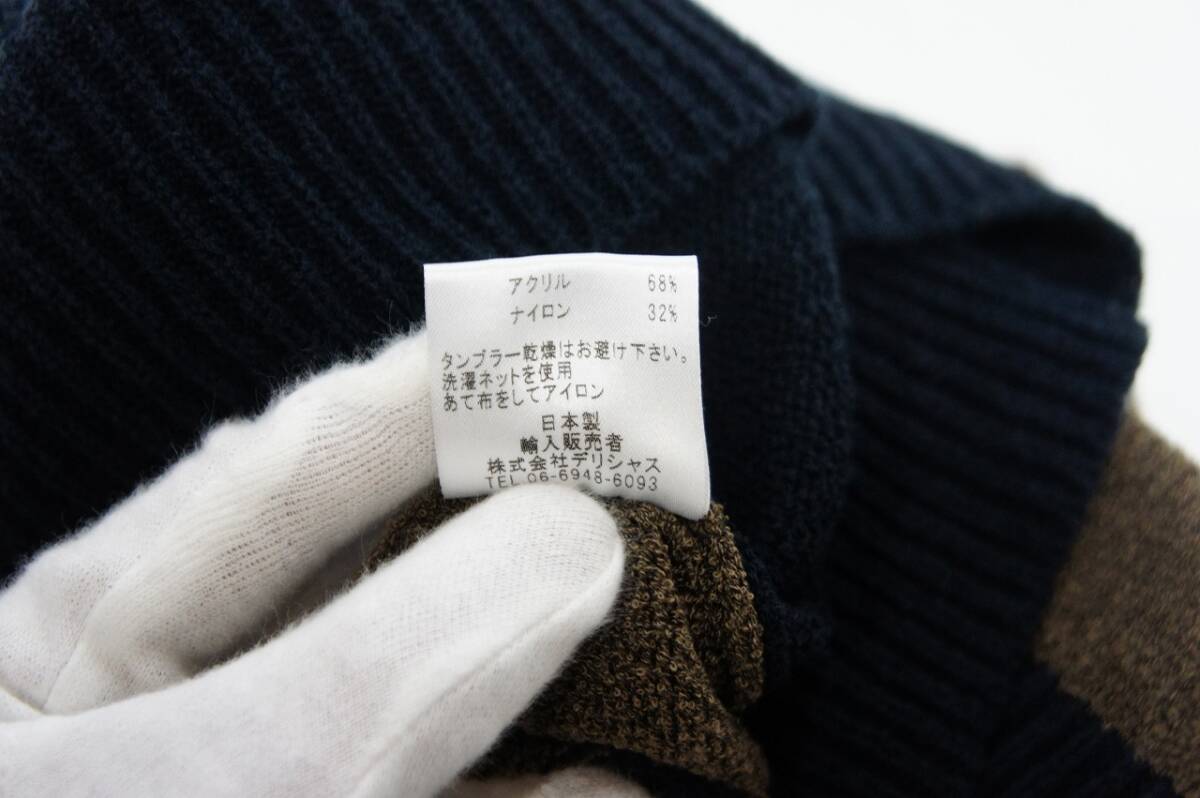 アクリル 68%
ナイロン 32%
タンブラー乾燥はお避け下さい。
洗濯ネットを使用
あて布をしてアイロン
日本製
輸入販売者
株式会社デリシャス
TEL 06-6948-6093